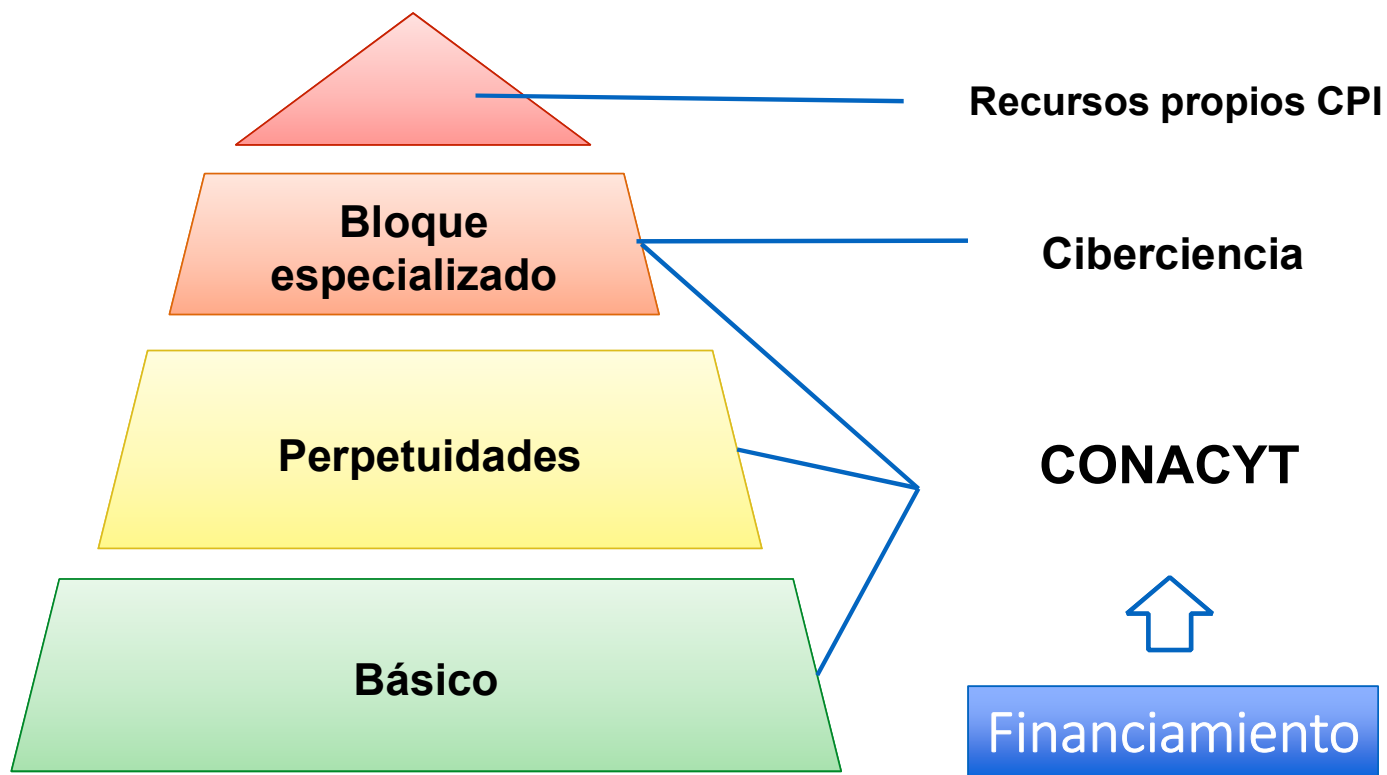 Recursos propios CPI
Bloque
especializado
Ciberciencia
Perpetuidades
CONACYT
Básico
Financiamiento